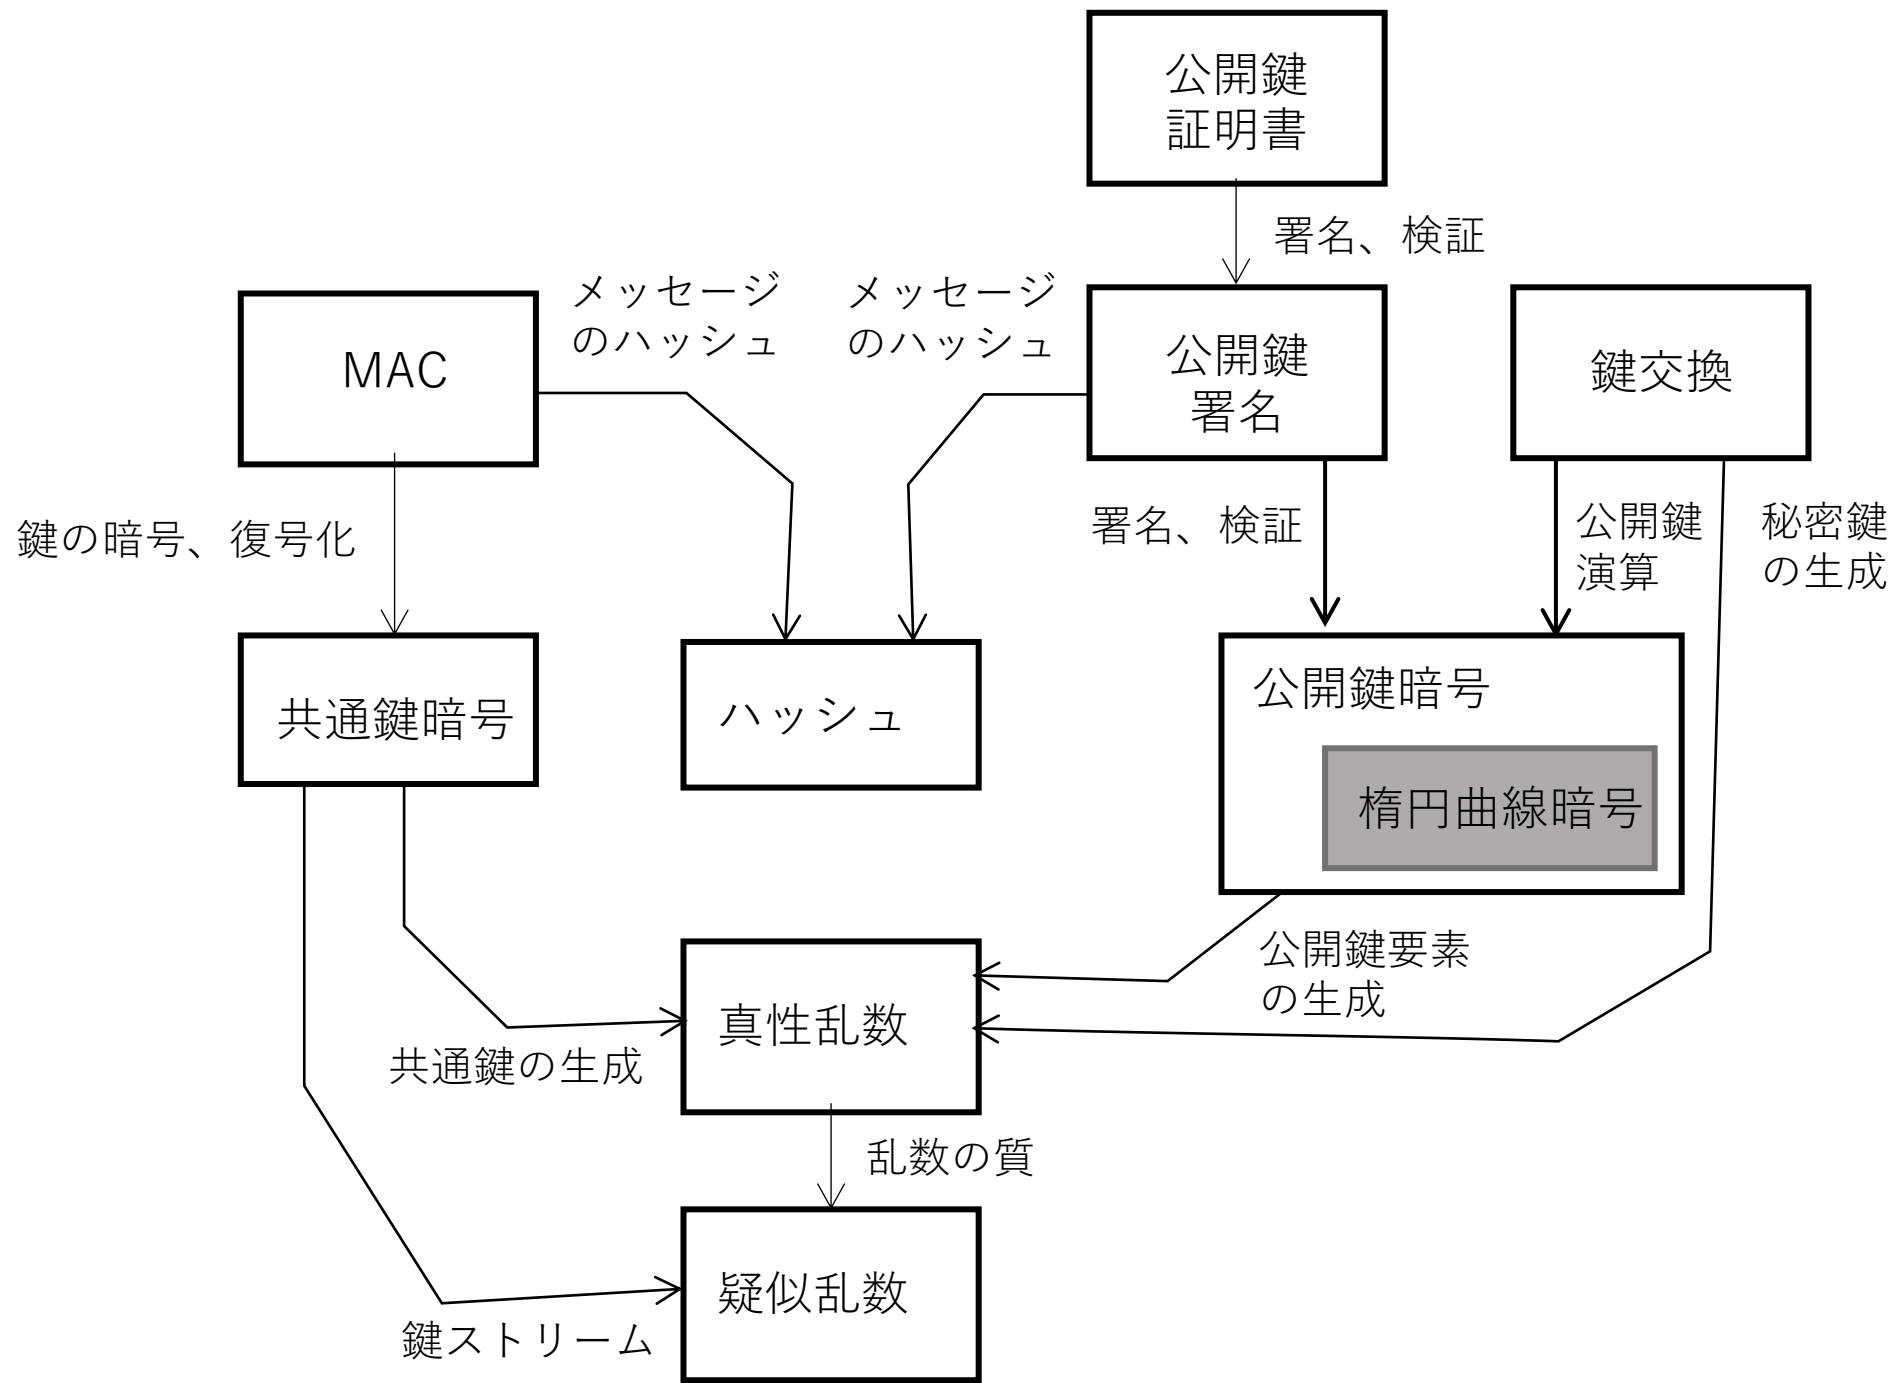 公開鍵
証明書
署名、検証
MAC
メッセージ
のハッシュ
メッセージ
のハッシュ
公開鍵
署名
鍵交換
鍵の暗号、復号化
署名、検証
公開鍵
演算
秘密鍵
の生成
共通鍵暗号
ハッシュ
公開鍵暗号
楕円曲線暗号
公開鍵要素
の生成
真性乱数
共通鍵の生成
乱数の質
疑似乱数
鍵ストリーム